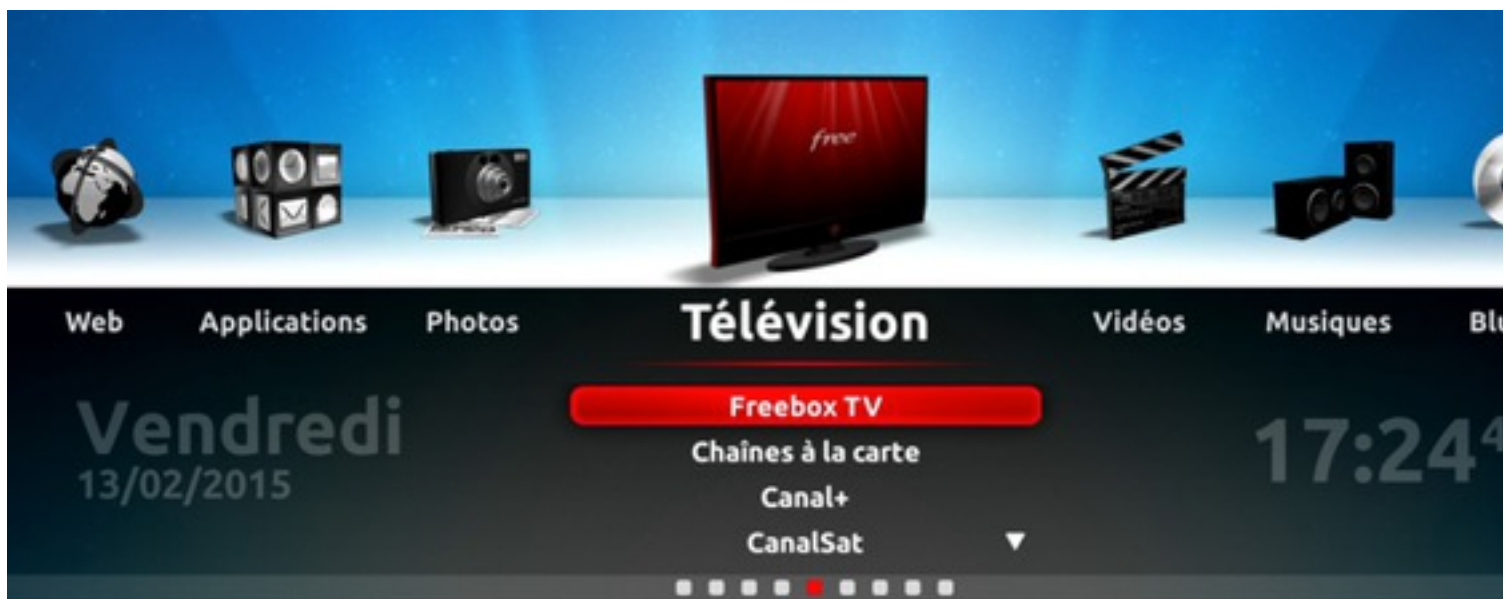 free
Web
Applications
Photos
Télévision
Vidéos
Musiques
Vendredi
13/02/2015
Freebox TV
Chaînes à la carte
Canal+
CanalSat
17:24